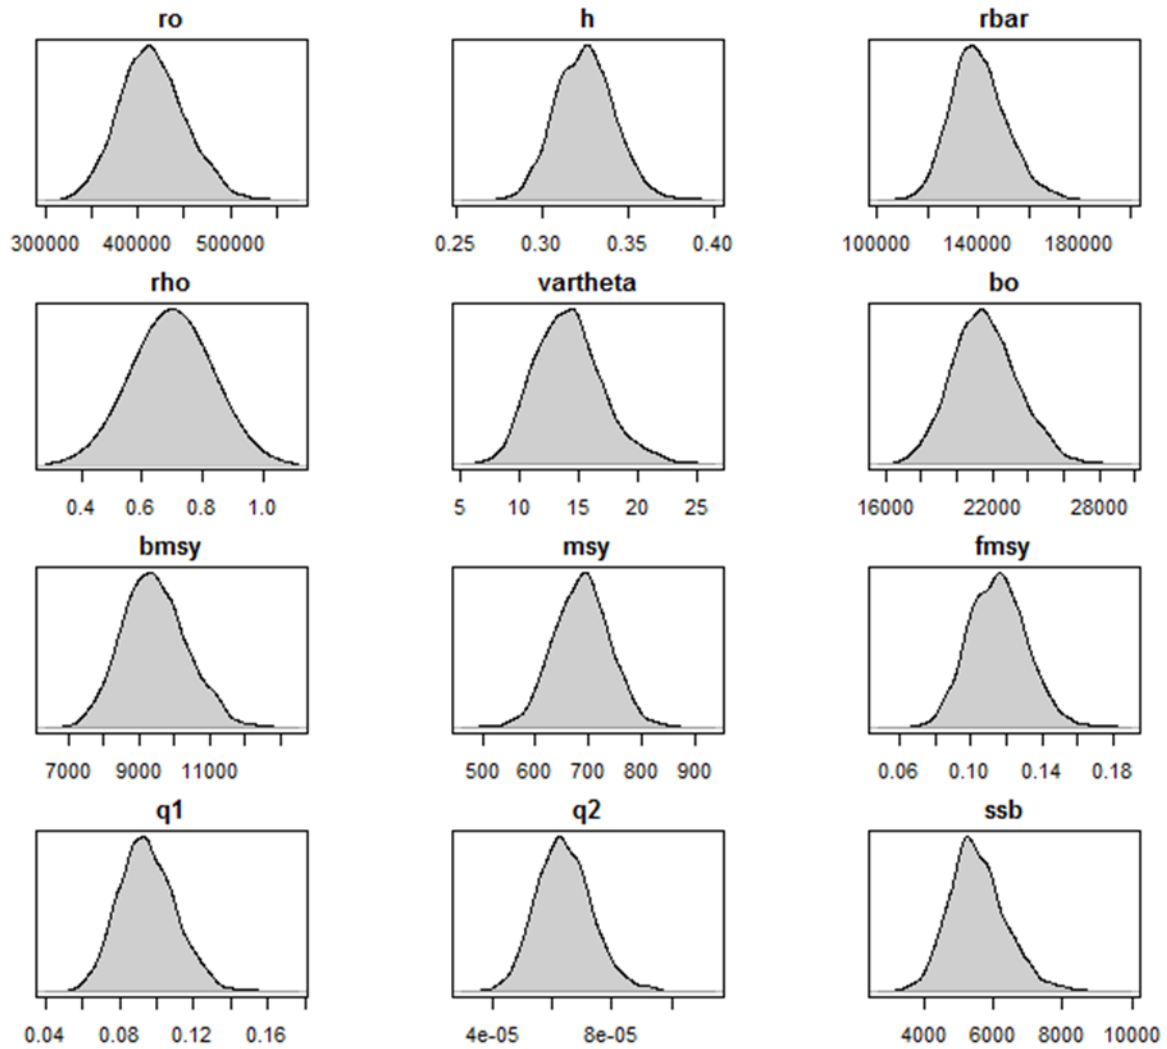 ro h rbar
300000 400000 500000 0.25 0.30 0.35 0.40 100000 140000 180000
rho vartheta bo
0.4 0.6 0.8 1.0 5 10 15 20 25 16000 22000 28000
bmsy msy fmsy
7000 9000 11000 500 600 700 800 900 0.06 0.10 0.14 0.18
q1 q2 ssb
0.04 0.08 0.12 0.16 4e-05 8e-05 4000 6000 8000 10000